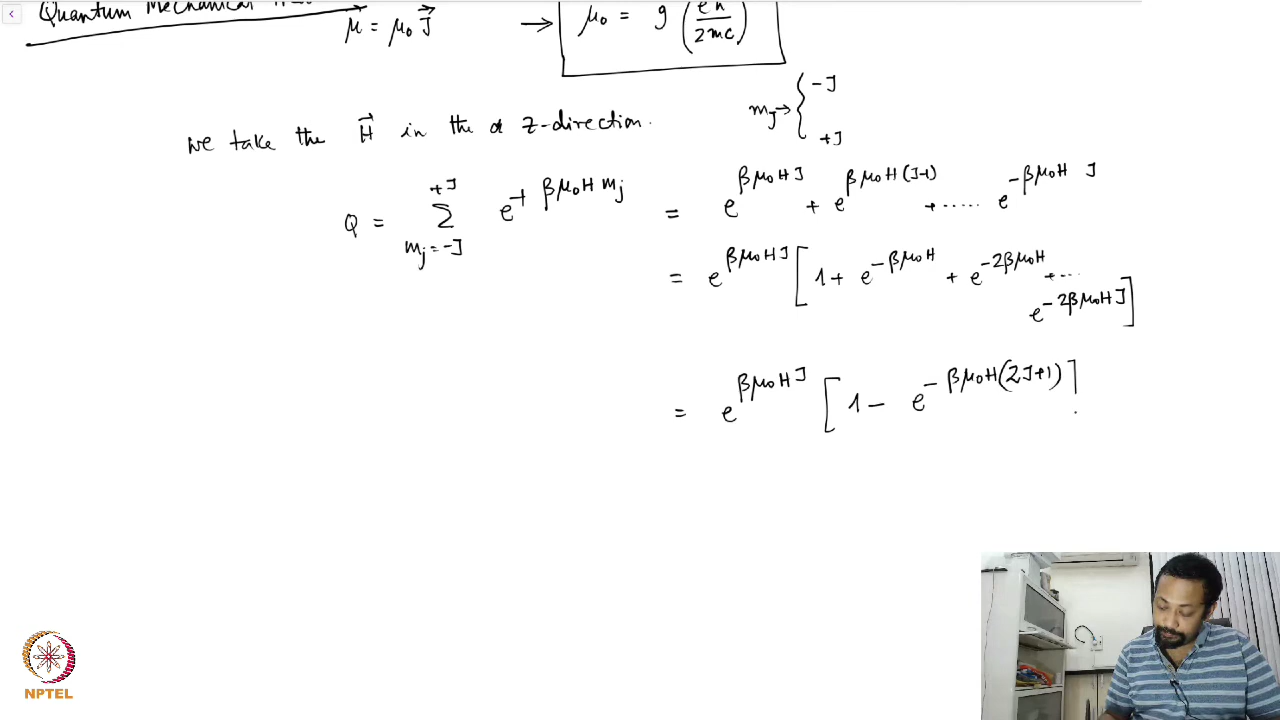 Quantum Mechanical
μ⃗ = μ₀ J⃗ → μ₀ = g (eħ/2mc)
we take the H⃗ in the Z-direction. m_J → { -J
+J
Q = Σ_{m_j=-J}^{+J} e^{+ βμ₀H m_j} = e^{βμ₀HJ} + e^{βμ₀H(J-1)} + ..... e^{-βμ₀H J}
= e^{βμ₀HJ} [ 1 + e^{-βμ₀H} + e^{-2βμ₀H} + ....
e^{-2βμ₀HJ} ]
= e^{βμ₀HJ} [ 1 - e^{-βμ₀H(2J+1)} ]
NPTEL